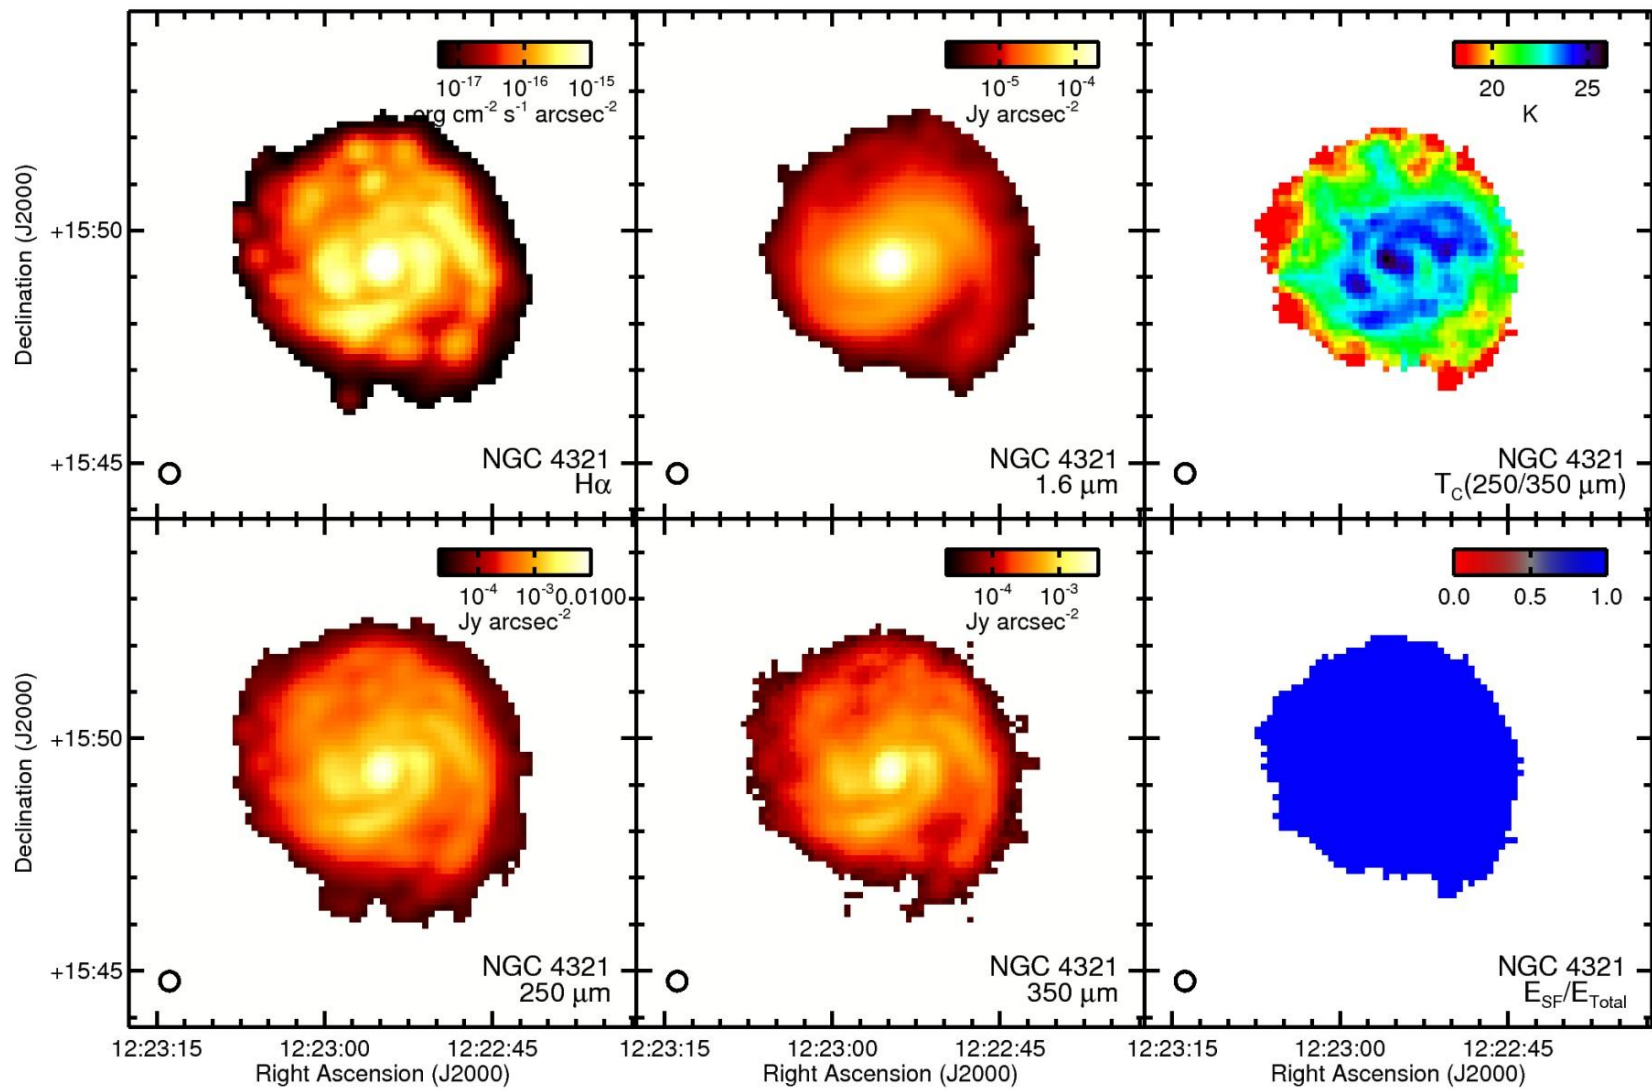 10⁻¹⁷ 10⁻¹⁶ 10⁻¹⁵
erg cm⁻² s⁻¹ arcsec⁻²
Declination (J2000)
+15:50
+15:45
NGC 4321
Hα
10⁻⁵ 10⁻⁴
Jy arcsec⁻²
NGC 4321
1.6 μm
20 25
K
NGC 4321
T_C(250/350 μm)
10⁻⁴ 10⁻³ 0.0100
Jy arcsec⁻²
Declination (J2000)
+15:50
+15:45
NGC 4321
250 μm
12:23:15 12:23:00 12:22:45
Right Ascension (J2000)
10⁻⁴ 10⁻³
Jy arcsec⁻²
NGC 4321
350 μm
12:23:15 12:23:00 12:22:45
Right Ascension (J2000)
0.0 0.5 1.0
NGC 4321
E_SF/E_Total
12:23:15 12:23:00 12:22:45
Right Ascension (J2000)